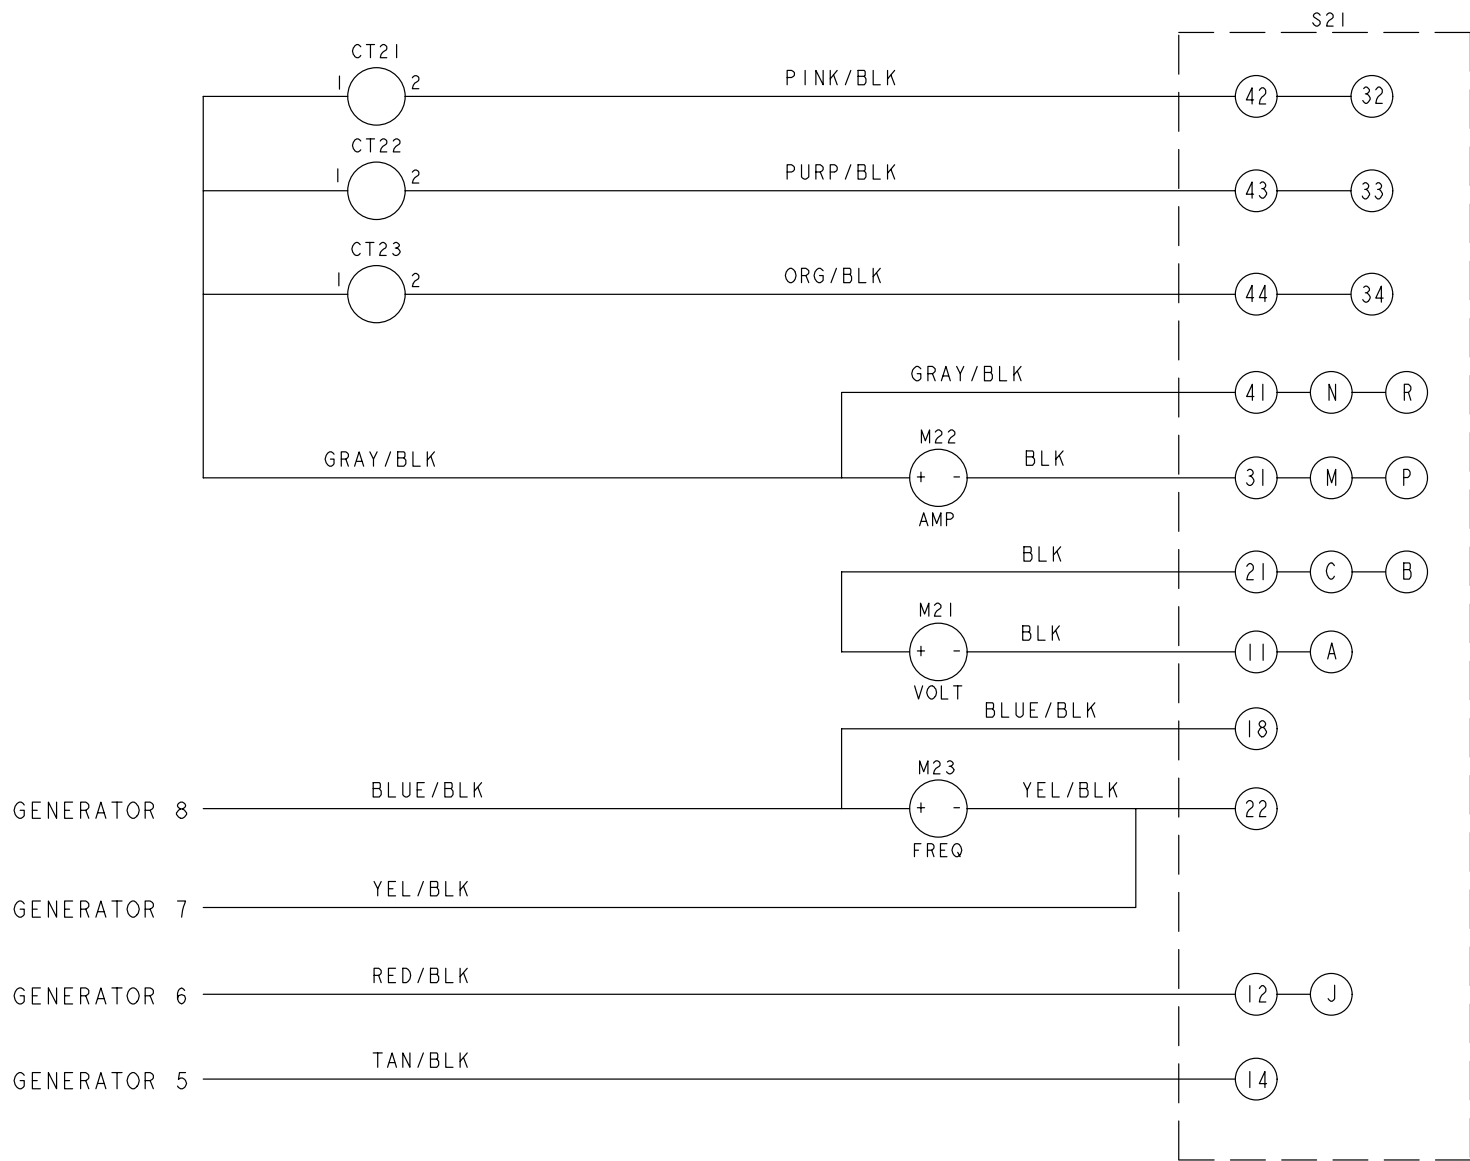 S21
CT21
1 2 PINK/BLK 42 32
CT22
1 2 PURP/BLK 43 33
CT23
1 2 ORG/BLK 44 34
GRAY/BLK 41 N R
M22
GRAY/BLK + - BLK 31 M P
AMP
BLK 21 C B
M21
+ - BLK 11 A
VOLT
BLUE/BLK 18
M23
GENERATOR 8 BLUE/BLK + - YEL/BLK 22
FREQ
GENERATOR 7 YEL/BLK
GENERATOR 6 RED/BLK 12 J
GENERATOR 5 TAN/BLK 14